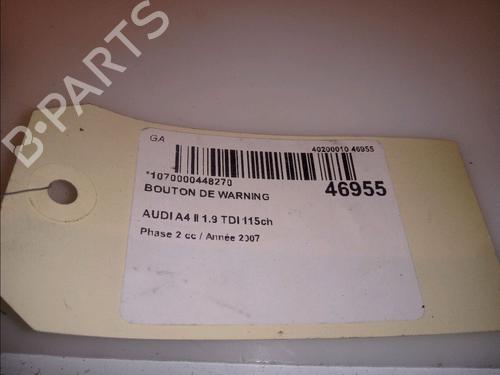 B-PARTS
GA
40200010 46955
*1070000448270
46955
BOUTON DE WARNING
AUDI A4 II 1.9 TDI 115ch
Phase 2 cc / Année 2007